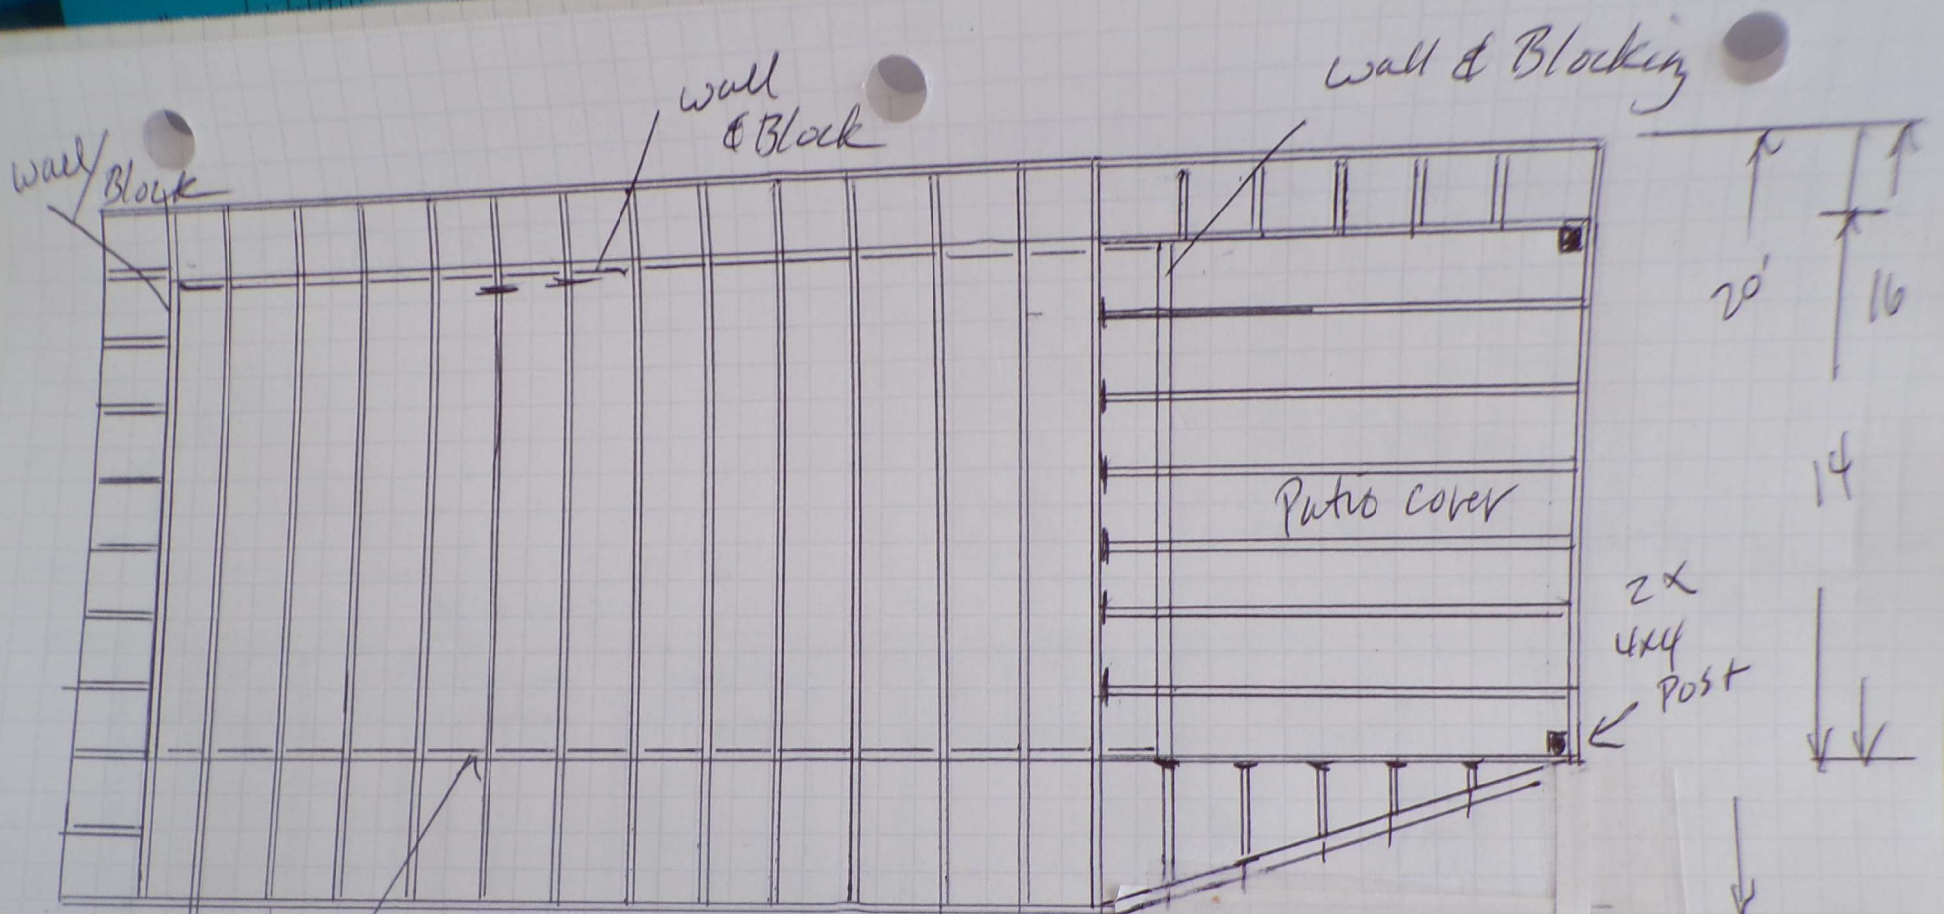 wall & Blocking
wall
& Block
wall/
Block
20'
16
14
Patio cover
2x
4x4
Post